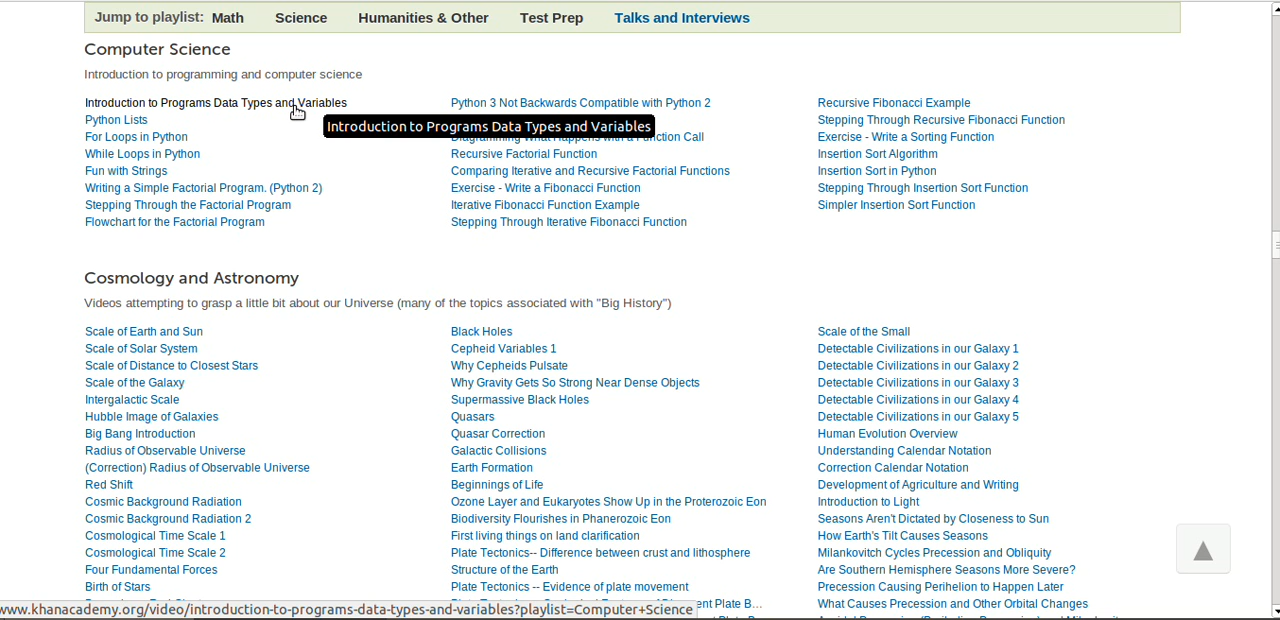 Jump to playlist: Math Science Humanities & Other Test Prep Talks and Interviews
Computer Science
Introduction to programming and computer science
Introduction to Programs Data Types and Variables
Python Lists
For Loops in Python
While Loops in Python
Fun with Strings
Writing a Simple Factorial Program. (Python 2)
Stepping Through the Factorial Program
Flowchart for the Factorial Program
Introduction to Programs Data Types and Variables
Python 3 Not Backwards Compatible with Python 2
Diagramming What Happens with a Function Call
Recursive Factorial Function
Comparing Iterative and Recursive Factorial Functions
Exercise - Write a Fibonacci Function
Iterative Fibonacci Function Example
Stepping Through Iterative Fibonacci Function
Recursive Fibonacci Example
Stepping Through Recursive Fibonacci Function
Exercise - Write a Sorting Function
Insertion Sort Algorithm
Insertion Sort in Python
Stepping Through Insertion Sort Function
Simpler Insertion Sort Function
Cosmology and Astronomy
Videos attempting to grasp a little bit about our Universe (many of the topics associated with "Big History")
Scale of Earth and Sun
Scale of Solar System
Scale of Distance to Closest Stars
Scale of the Galaxy
Intergalactic Scale
Hubble Image of Galaxies
Big Bang Introduction
Radius of Observable Universe
(Correction) Radius of Observable Universe
Red Shift
Cosmic Background Radiation
Cosmic Background Radiation 2
Cosmological Time Scale 1
Cosmological Time Scale 2
Four Fundamental Forces
Birth of Stars
Black Holes
Cepheid Variables 1
Why Cepheids Pulsate
Why Gravity Gets So Strong Near Dense Objects
Supermassive Black Holes
Quasars
Quasar Correction
Galactic Collisions
Earth Formation
Beginnings of Life
Ozone Layer and Eukaryotes Show Up in the Proterozoic Eon
Biodiversity Flourishes in Phanerozoic Eon
First living things on land clarification
Plate Tectonics-- Difference between crust and lithosphere
Structure of the Earth
Plate Tectonics -- Evidence of plate movement
ent Plate B...
Scale of the Small
Detectable Civilizations in our Galaxy 1
Detectable Civilizations in our Galaxy 2
Detectable Civilizations in our Galaxy 3
Detectable Civilizations in our Galaxy 4
Detectable Civilizations in our Galaxy 5
Human Evolution Overview
Understanding Calendar Notation
Correction Calendar Notation
Development of Agriculture and Writing
Introduction to Light
Seasons Aren't Dictated by Closeness to Sun
How Earth's Tilt Causes Seasons
Milankovitch Cycles Precession and Obliquity
Are Southern Hemisphere Seasons More Severe?
Precession Causing Perihelion to Happen Later
What Causes Precession and Other Orbital Changes
www.khanacademy.org/video/introduction-to-programs-data-types-and-variables?playlist=Computer+Science